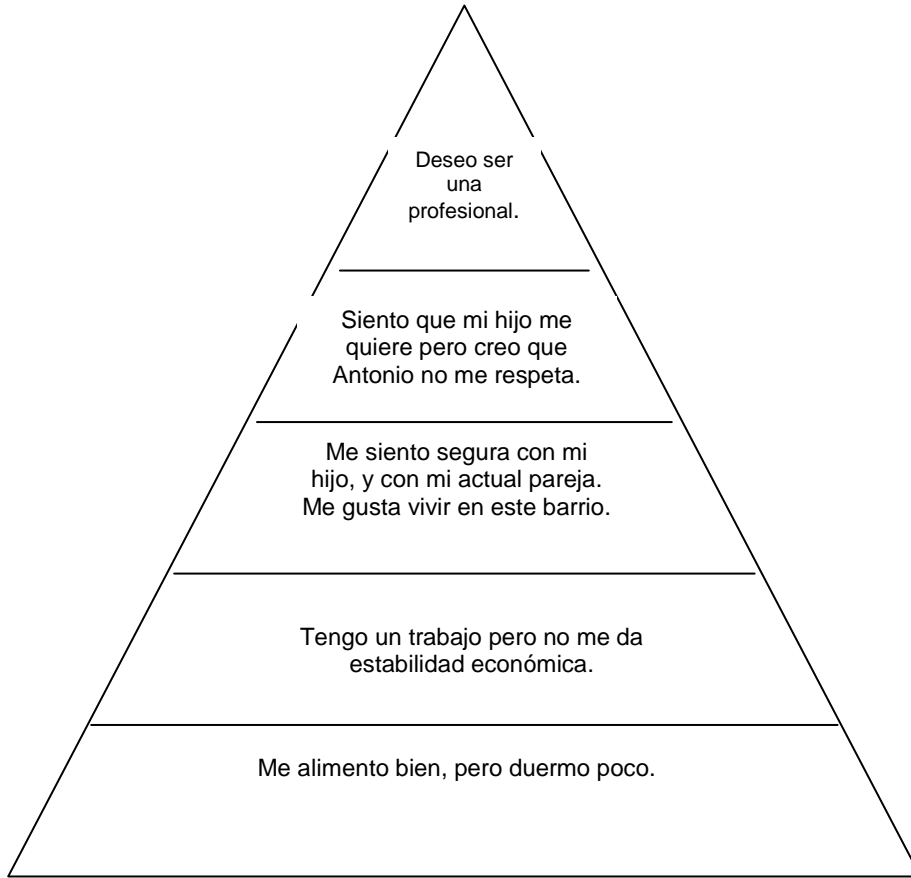 Deseo ser
una
profesional.
Siento que mi hijo me
quiere pero creo que
Antonio no me respeta.
Me siento segura con mi
hijo, y con mi actual pareja.
Me gusta vivir en este barrio.
Tengo un trabajo pero no me da
estabilidad económica.
Me alimento bien, pero duermo poco.